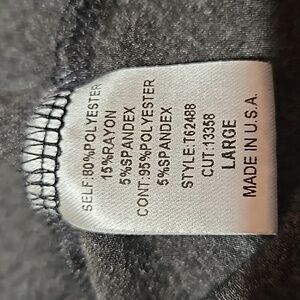 SELF:80%POLYESTER
15%RAYON
5%SPANDEX
CONT:95%POLYESTER
5%SPANDEX
STYLE:T62488
CUT:13358
LARGE
MADE IN U.S.A.